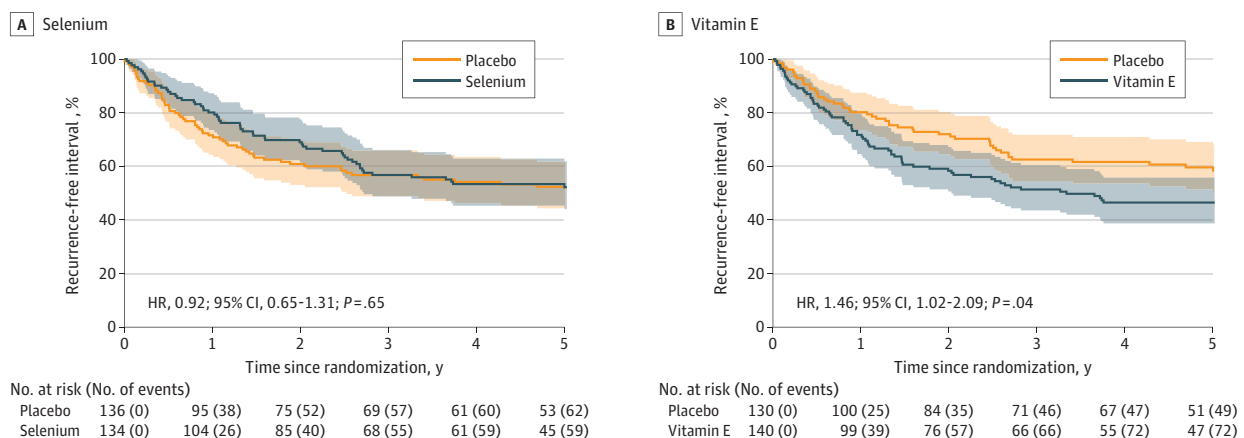 A Selenium
Placebo
Selenium
Recurrence-free interval , %
100
80
60
40
20
0
HR, 0.92; 95% CI, 0.65-1.31; P = .65
0 1 2 3 4 5
Time since randomization, y
No. at risk (No. of events)
Placebo 136 (0) 95 (38) 75 (52) 69 (57) 61 (60) 53 (62)
Selenium 134 (0) 104 (26) 85 (40) 68 (55) 61 (59) 45 (59)
B Vitamin E
Placebo
Vitamin E
Recurrence-free interval , %
100
80
60
40
20
0
HR, 1.46; 95% CI, 1.02-2.09; P = .04
0 1 2 3 4 5
Time since randomization, y
No. at risk (No. of events)
Placebo 130 (0) 100 (25) 84 (35) 71 (46) 67 (47) 51 (49)
Vitamin E 140 (0) 99 (39) 76 (57) 66 (66) 55 (72) 47 (72)